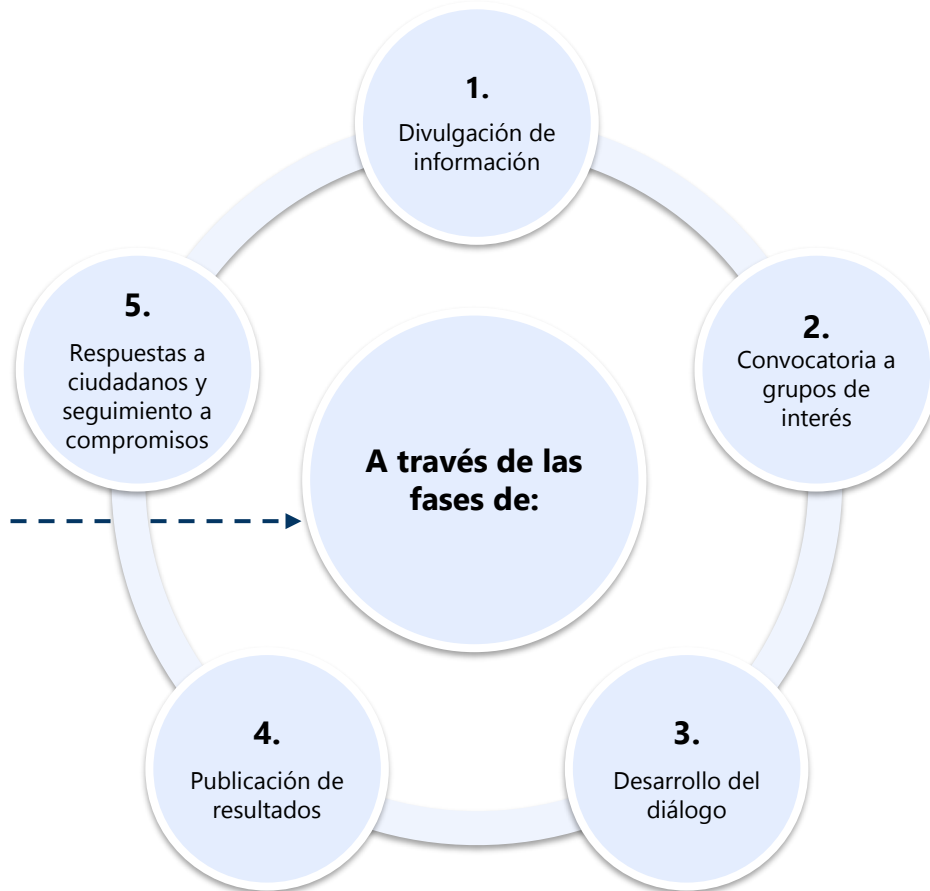 1.
Divulgación de
información
2.
Convocatoria a
grupos de
interés
3.
Desarrollo del
diálogo
4.
Publicación de
resultados
5.
Respuestas a
ciudadanos y
seguimiento a
compromisos
A través de las
fases de: